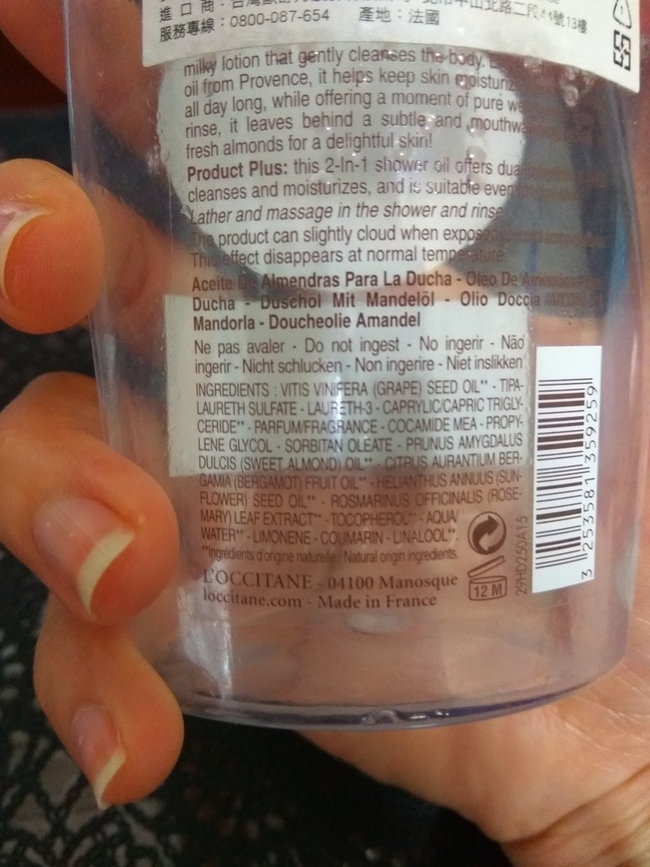 進口商：台灣
服務專線：0800-087-654 產地：法國
milky lotion that gently cleanses the body.
oil from Provence, it helps keep skin moisturiz
all day long, while offering a moment of pure we
rinse, it leaves behind a subtle and mouthwa
fresh almonds for a delightful skin!
Product Plus: this 2-In-1 shower oil offers dua
cleanses and moisturizes, and is suitable even
Lather and massage in the shower and rinse
The product can slightly cloud when exposed
This effect disappears at normal temperature.
Aceite De Almendras Para La Ducha - Oleo De
Ducha - Duschöl Mit Mandelöl - Olio Doccia
Mandorla - Doucheolie Amandel
Ne pas avaler - Do not ingest - No ingerir - Não
ingerir - Nicht schlucken - Non ingerire - Niet inslikken
INGREDIENTS : VITIS VINIFERA (GRAPE) SEED OIL** - TIPA-
LAURETH SULFATE - LAURETH-3 - CAPRYLIC/CAPRIC TRIGLY-
CERIDE** - PARFUM/FRAGRANCE - COCAMIDE MEA - PROPY-
LENE GLYCOL - SORBITAN OLEATE - PRUNUS AMYGDALUS
DULCIS (SWEET ALMOND) OIL** - CITRUS AURANTIUM BER-
GAMIA (BERGAMOT) FRUIT OIL** - HELIANTHUS ANNUUS (SUN-
FLOWER) SEED OIL** - ROSMARINUS OFFICINALIS (ROSE-
MARY) LEAF EXTRACT** - TOCOPHEROL** - AQUA/
WATER** - LIMONENE - COUMARIN - LINALOOL**.
**Ingrédients d'origine naturelle / Natural origin ingredients.
L'OCCITANE - 04100 Manosque
loccitane.com - Made in France
12 M
29HD250A15
3 253581 359259